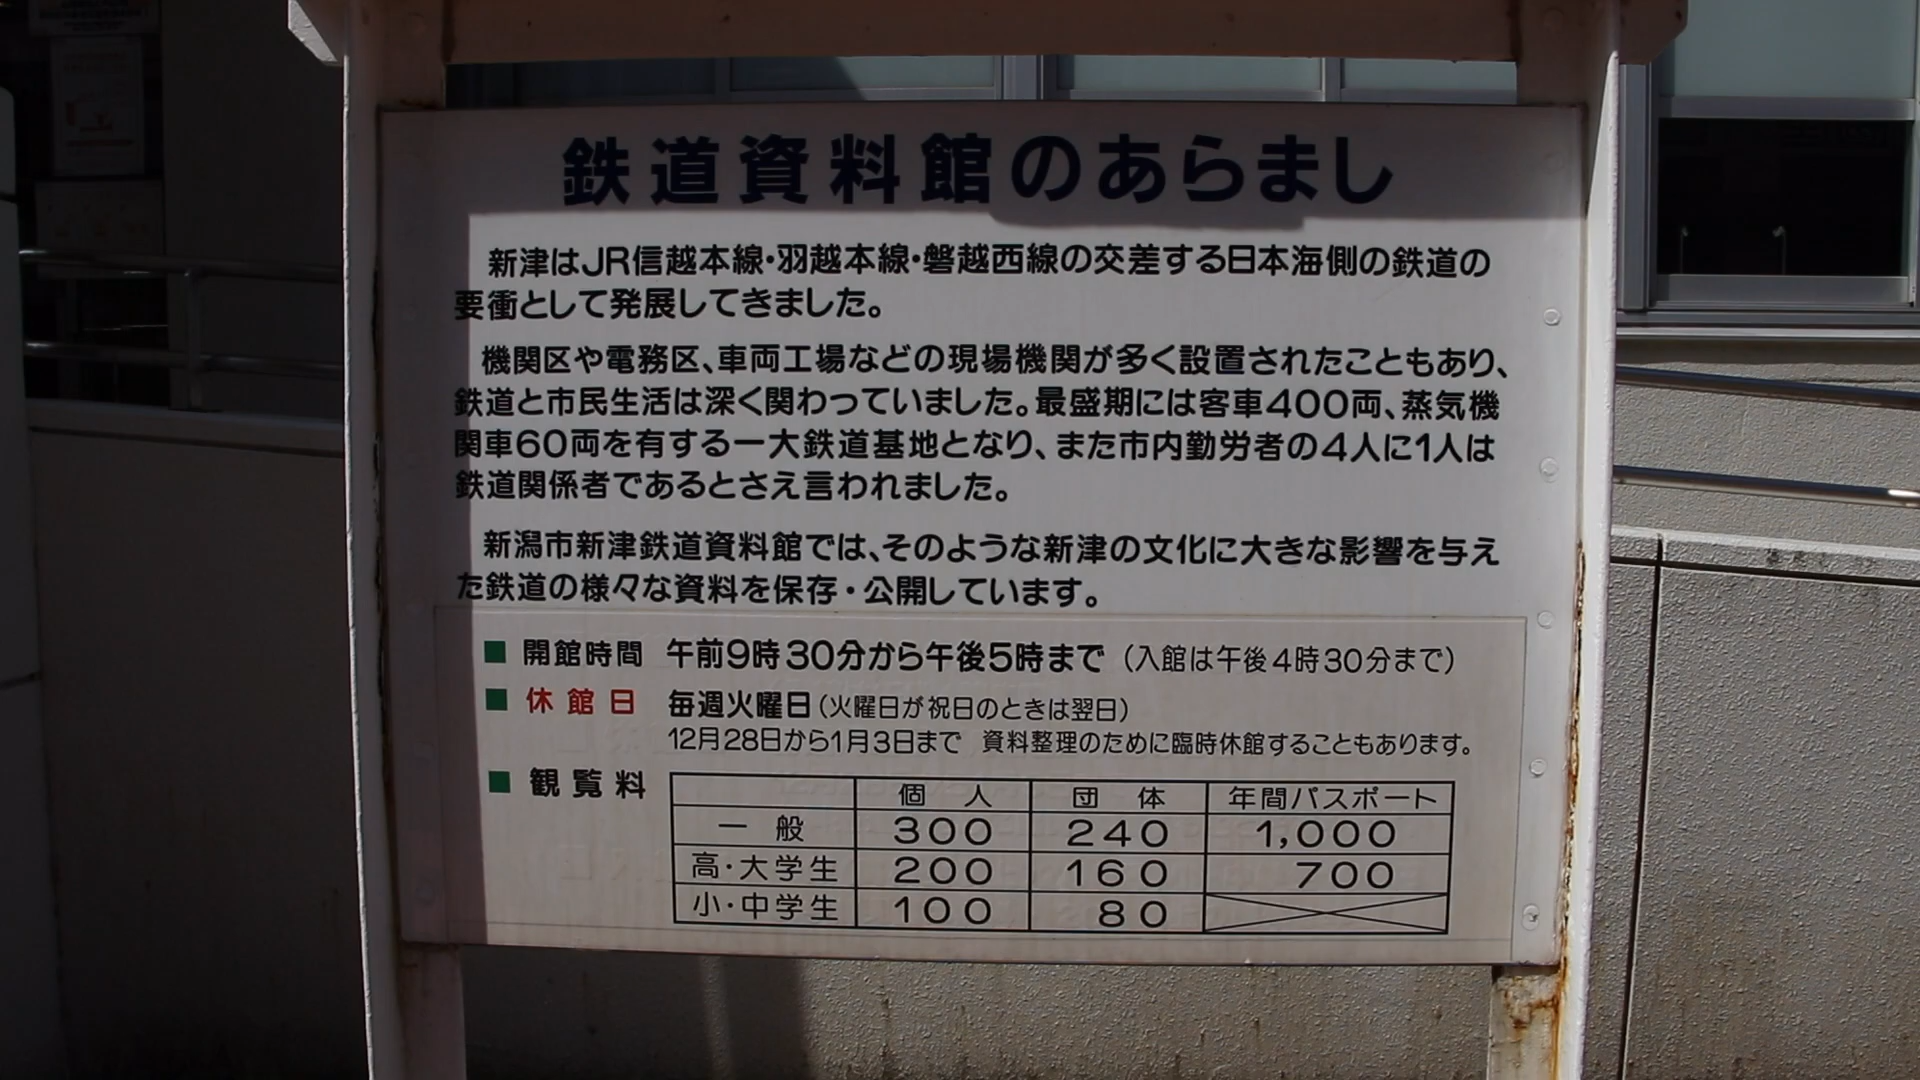 鉄道資料館のあらまし
新津はJR信越本線・羽越本線・磐越西線の交差する日本海側の鉄道の
要衝として発展してきました。
機関区や電務区、車両工場などの現場機関が多く設置されたこともあり、
鉄道と市民生活は深く関わっていました。最盛期には客車400両、蒸気機
関車60両を有する一大鉄道基地となり、また市内勤労者の4人に1人は
鉄道関係者であるとさえ言われました。
新潟市新津鉄道資料館では、そのような新津の文化に大きな影響を与え
た鉄道の様々な資料を保存・公開しています。
■ 開館時間 午前9時30分から午後5時まで（入館は午後4時30分まで）
■ 休館日 毎週火曜日（火曜日が祝日のときは翌日）
12月28日から1月3日まで 資料整理のために臨時休館することもあります。
■ 観覧料
個人 団体 年間パスポート
一般 300 240 1,000
高・大学生 200 160 700
小・中学生 100 80